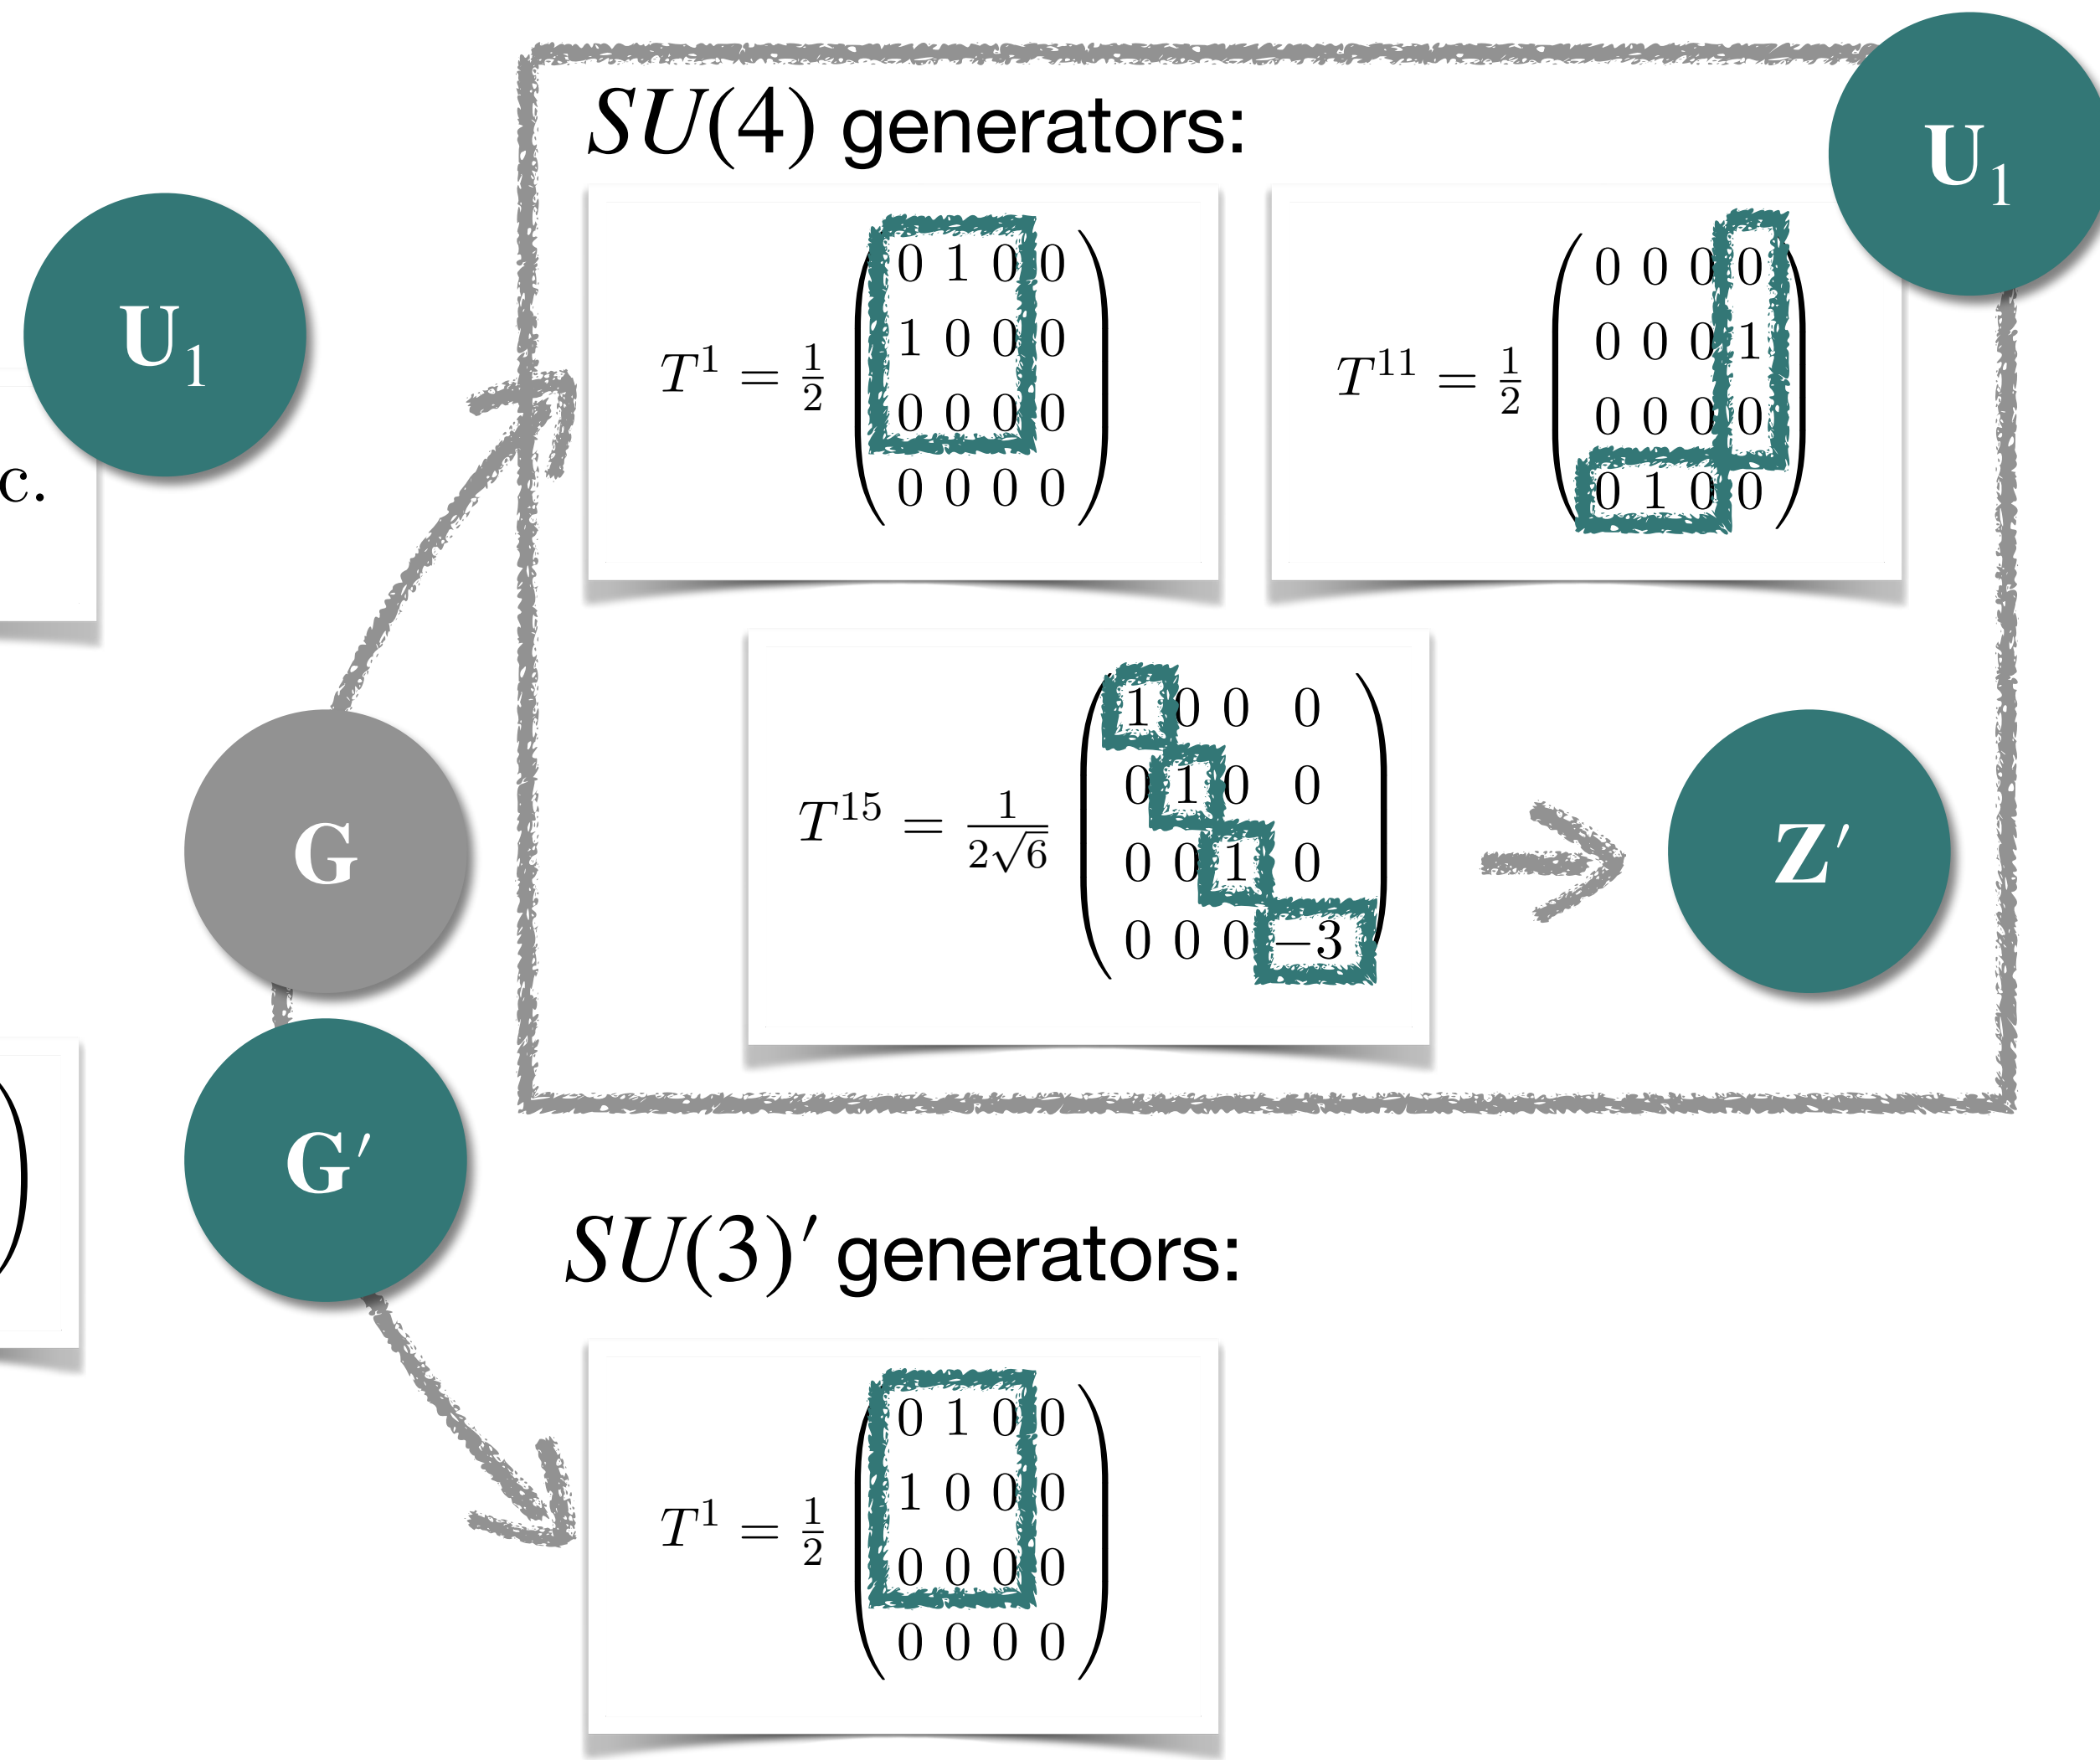 SU(4) generators:
U₁
U₁
T¹ = 1/2 ( 0 1 0 0
1 0 0 0
0 0 0 0
0 0 0 0 )
T¹¹ = 1/2 ( 0 0 0 0
0 0 0 1
0 0 0 0
0 1 0 0 )
c.
T¹⁵ = 1/(2√6) ( 1 0 0 0
0 1 0 0
0 0 1 0
0 0 0 −3 )
Z′
G
G′
)
SU(3)′ generators:
T¹ = 1/2 ( 0 1 0 0
1 0 0 0
0 0 0 0
0 0 0 0 )